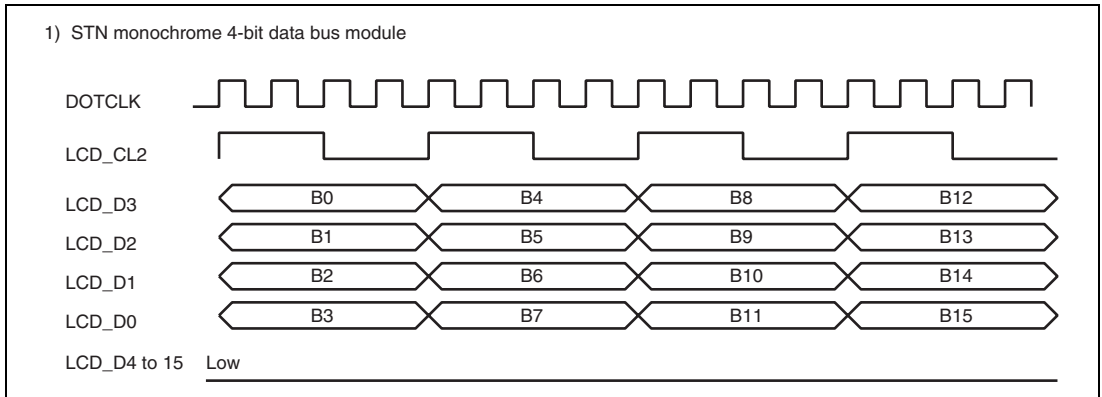 1) STN monochrome 4-bit data bus module
DOTCLK
LCD_CL2
LCD_D3 B0 B4 B8 B12
LCD_D2 B1 B5 B9 B13
LCD_D1 B2 B6 B10 B14
LCD_D0 B3 B7 B11 B15
LCD_D4 to 15 Low